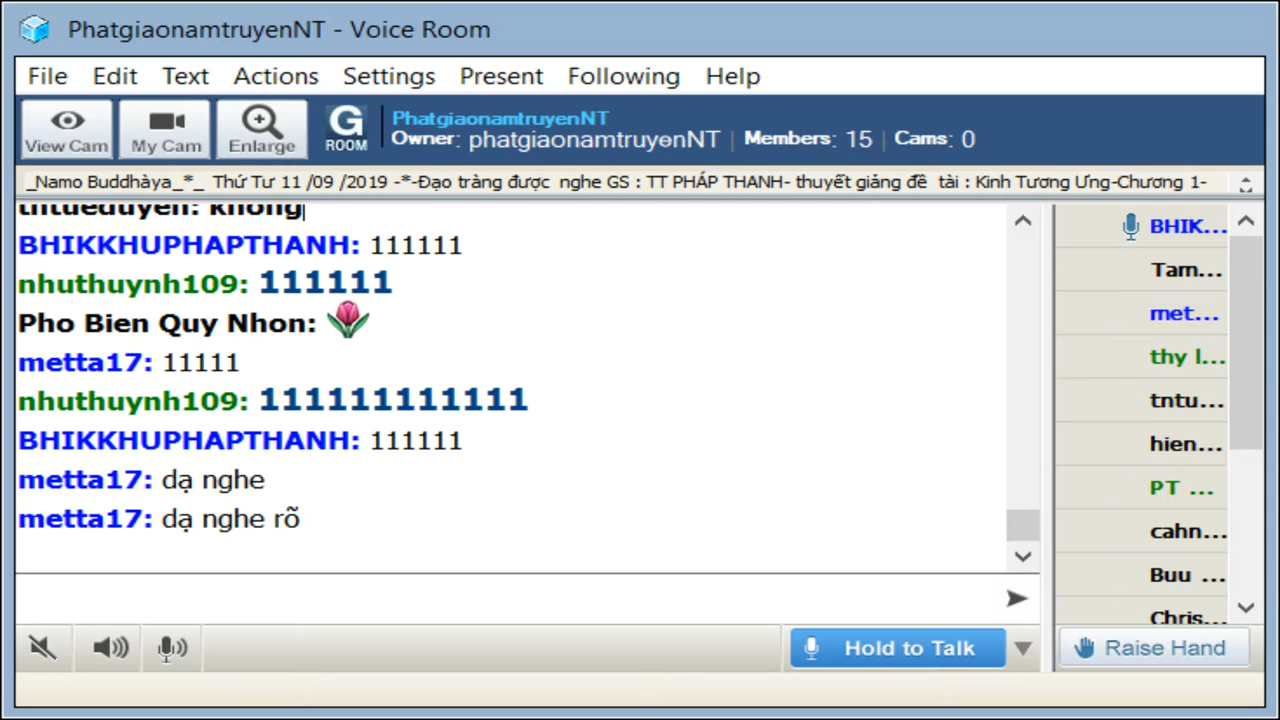 PhatgiaonamtruyenNT - Voice Room
File Edit Text Actions Settings Present Following Help
View Cam My Cam Enlarge G ROOM
PhatgiaonamtruyenNT
Owner: phatgiaonamtruyenNT | Members: 15 | Cams: 0
_Namo Buddhàya_*_ Thứ Tư 11 /09 /2019 -*-Đạo tràng được nghe GS : TT PHÁP THANH- thuyết giảng đề tài : Kinh Tương Ưng-Chương 1-
tntueduyen: khong
BHIKKHUPHAPTHANH: 111111
nhuthuynh109: 111111
Pho Bien Quy Nhon:
metta17: 11111
nhuthuynh109: 111111111111
BHIKKHUPHAPTHANH: 111111
metta17: dạ nghe
metta17: dạ nghe rõ
BHIK...
Tam...
met...
thy l...
tntu...
hien...
PT ...
cahn...
Buu ...
Chris...
Hold to Talk
Raise Hand